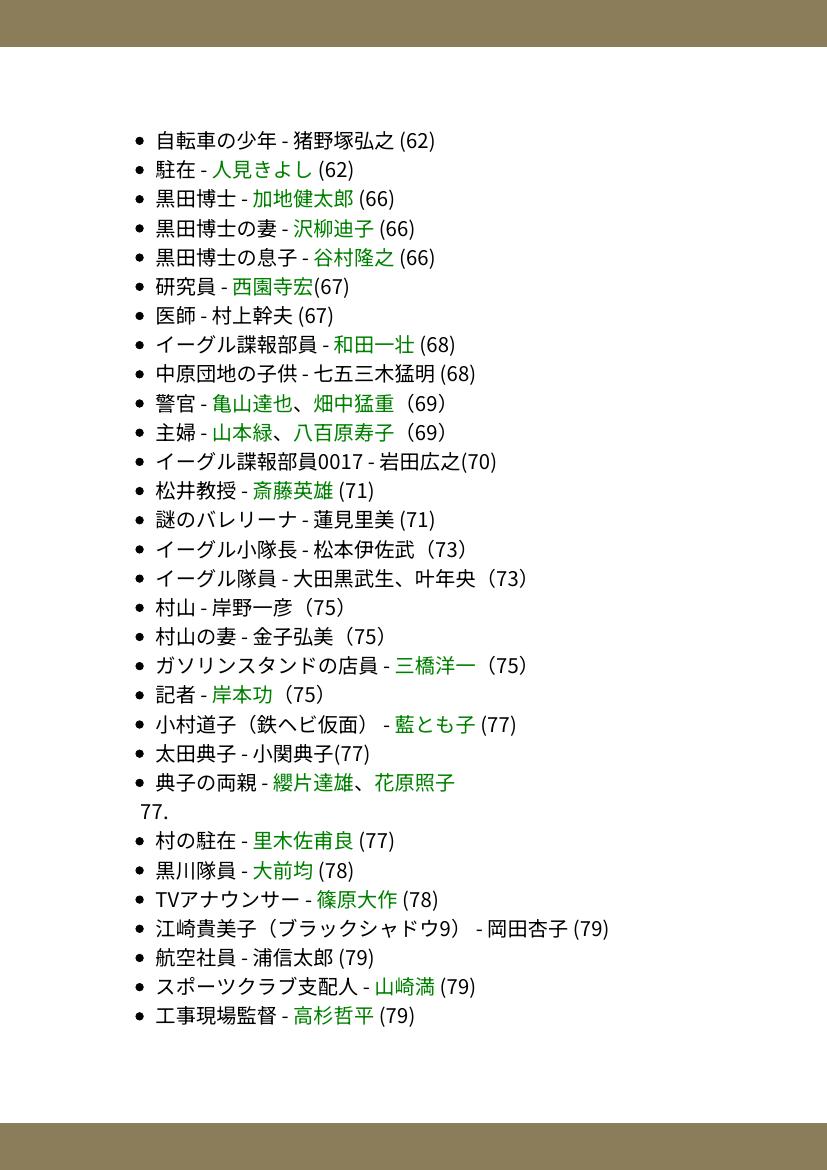 • 自転車の少年 - 猪野塚弘之 (62)
• 駐在 - 人見きよし (62)
• 黒田博士 - 加地健太郎 (66)
• 黒田博士の妻 - 沢柳迪子 (66)
• 黒田博士の息子 - 谷村隆之 (66)
• 研究員 - 西園寺宏(67)
• 医師 - 村上幹夫 (67)
• イーグル諜報部員 - 和田一壮 (68)
• 中原団地の子供 - 七五三木猛明 (68)
• 警官 - 亀山達也、畑中猛重（69）
• 主婦 - 山本緑、八百原寿子（69）
• イーグル諜報部員0017 - 岩田広之(70)
• 松井教授 - 斎藤英雄 (71)
• 謎のバレリーナ - 蓮見里美 (71)
• イーグル小隊長 - 松本伊佐武（73）
• イーグル隊員 - 大田黒武生、叶年央（73）
• 村山 - 岸野一彦（75）
• 村山の妻 - 金子弘美（75）
• ガソリンスタンドの店員 - 三橋洋一（75）
• 記者 - 岸本功（75）
• 小村道子（鉄ヘビ仮面） - 藍とも子 (77)
• 太田典子 - 小関典子(77)
• 典子の両親 - 纓片達雄、花原照子
77.
• 村の駐在 - 里木佐甫良 (77)
• 黒川隊員 - 大前均 (78)
• TVアナウンサー - 篠原大作 (78)
• 江崎貴美子（ブラックシャドウ9） - 岡田杏子 (79)
• 航空社員 - 浦信太郎 (79)
• スポーツクラブ支配人 - 山崎満 (79)
• 工事現場監督 - 高杉哲平 (79)